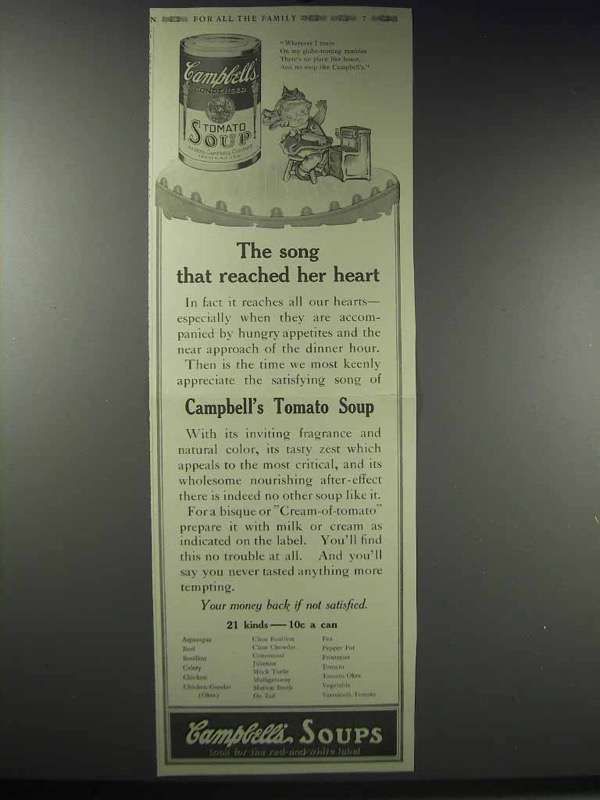 N FOR ALL THE FAMILY 7
"Wherever I roam
On my globe-trotting rambles
There's no place like home,
And no soup like Campbell's."
Campbell's
CONDENSED
TOMATO
SOUP
The song
that reached her heart
In fact it reaches all our hearts—
especially when they are accom-
panied by hungry appetites and the
near approach of the dinner hour.
Then is the time we most keenly
appreciate the satisfying song of
Campbell's Tomato Soup
With its inviting fragrance and
natural color, its tasty zest which
appeals to the most critical, and its
wholesome nourishing after-effect
there is indeed no other soup like it.
For a bisque or "Cream-of-tomato"
prepare it with milk or cream as
indicated on the label. You'll find
this no trouble at all. And you'll
say you never tasted anything more
tempting.
Your money back if not satisfied.
21 kinds—10c a can
Asparagus
Beef
Bouillon
Celery
Chicken
Chicken-Gumbo
(Okra)
Clam Bouillon
Clam Chowder
Consommé
Julienne
Mock Turtle
Mulligatawny
Mutton Broth
Ox Tail
Pea
Pepper Pot
Printanier
Tomato
Tomato-Okra
Vegetable
Vermicelli-Tomato
Campbell's SOUPS
Look for the red-and-white label